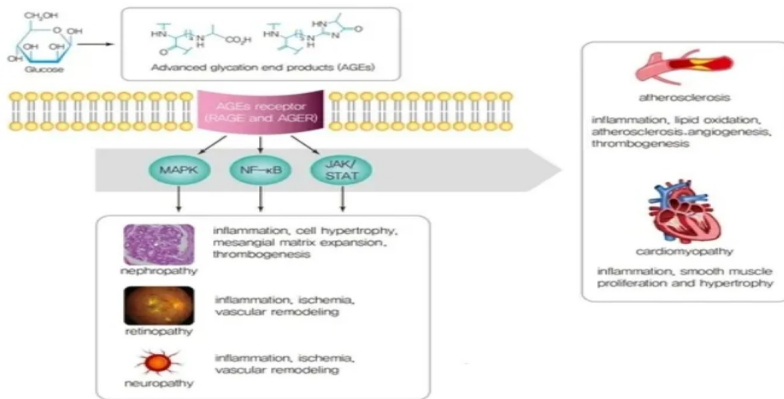 CH₂OH
O
OH
OH
OH
OH
Glucose
HN
O
N
H
CO₂H
HN
N
H
HN
N
O
Advanced glycation end products (AGEs)
AGEs receptor
(RAGE and AGER)
MAPK
NF-κB
JAK/
STAT
nephropathy
inflammation, cell hypertrophy,
mesangial matrix expansion,
thrombogenesis
retinopathy
inflammation, ischemia,
vascular remodeling
neuropathy
inflammation, ischemia,
vascular remodeling
atherosclerosis
inflammation, lipid oxidation,
atherosclerosis.angiogenesis,
thrombogenesis
cardiomyopathy
inflammation, smooth muscle
proliferation and hypertrophy